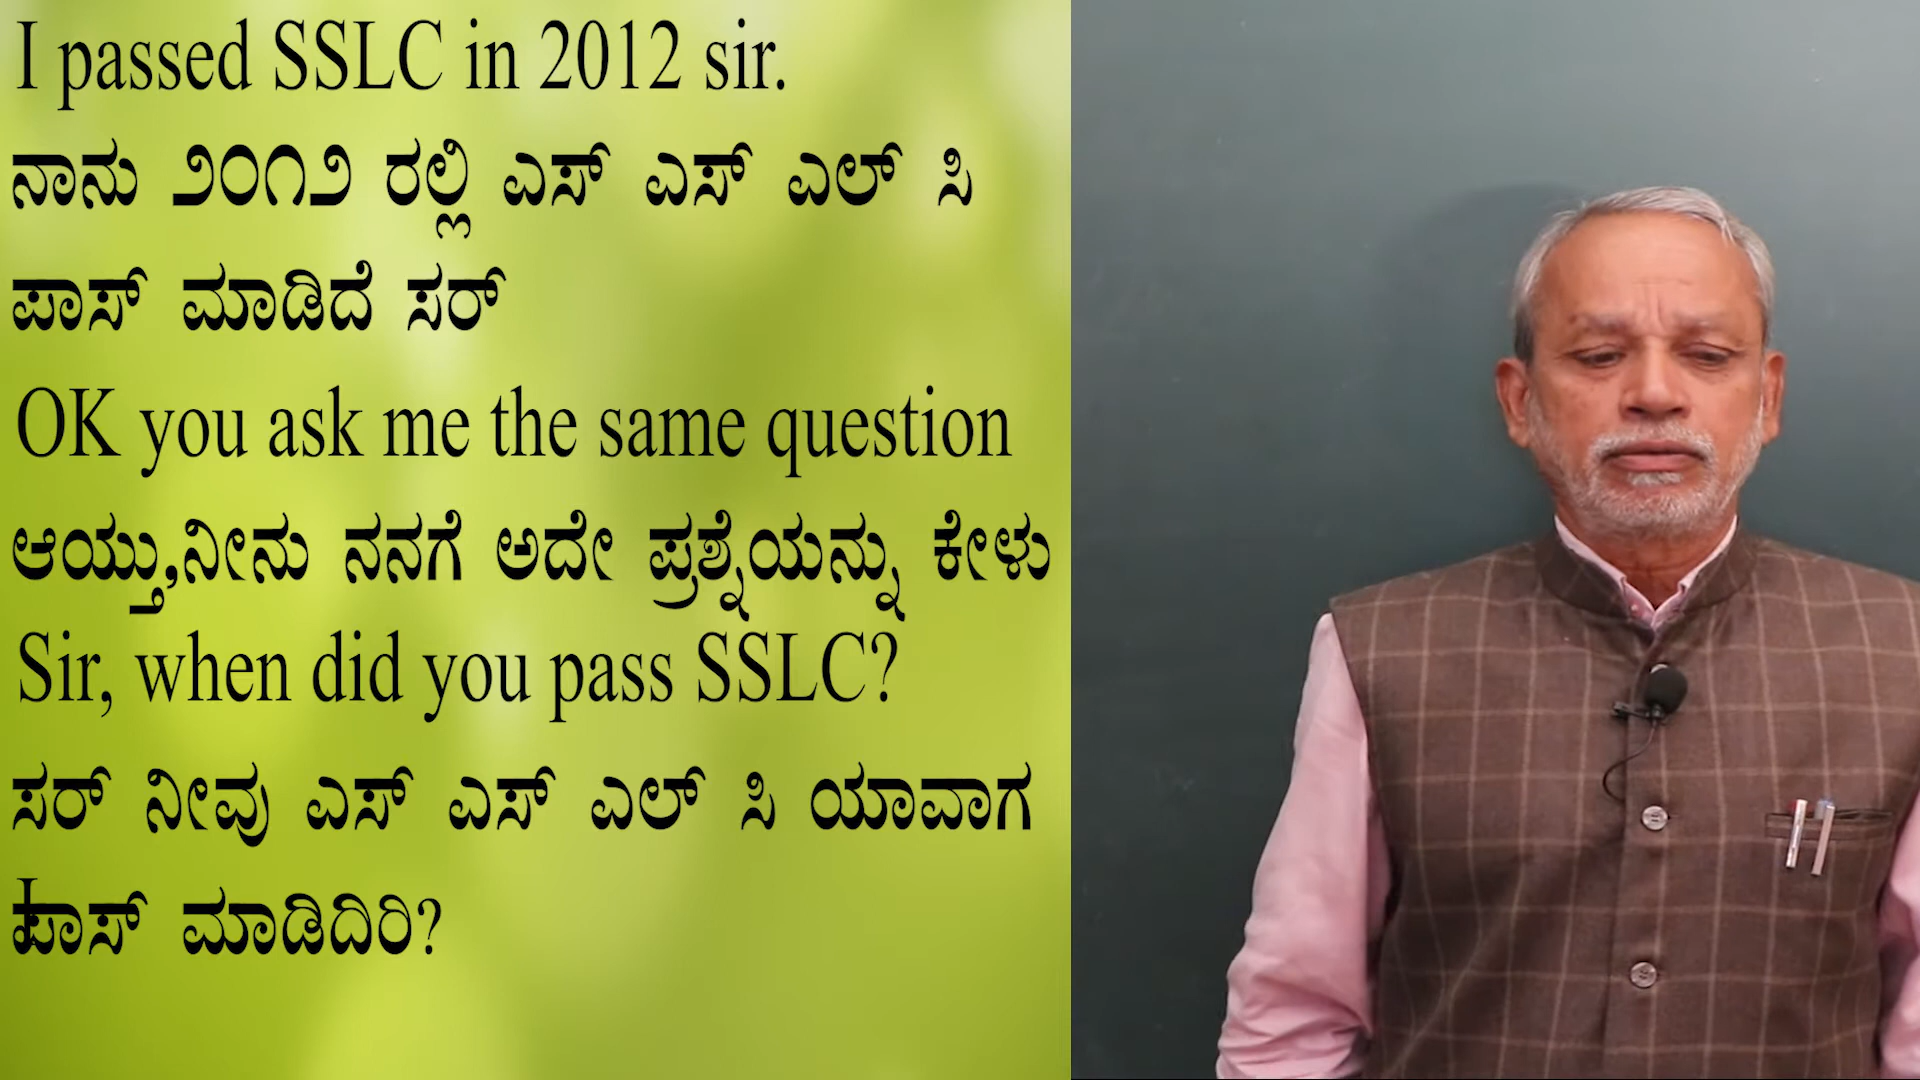 I passed SSLC in 2012 sir.
ನಾನು ೨೦೧೨ ರಲ್ಲಿ ಎಸ್ ಎಸ್ ಎಲ್ ಸಿ
ಪಾಸ್ ಮಾಡಿದೆ ಸರ್
OK you ask me the same question
ಆಯ್ತು,ನೀನು ನನಗೆ ಅದೇ ಪ್ರಶ್ನೆಯನ್ನು ಕೇಳು
Sir, when did you pass SSLC?
ಸರ್ ನೀವು ಎಸ್ ಎಸ್ ಎಲ್ ಸಿ ಯಾವಾಗ
ಪಾಸ್ ಮಾಡಿದಿರಿ?
I